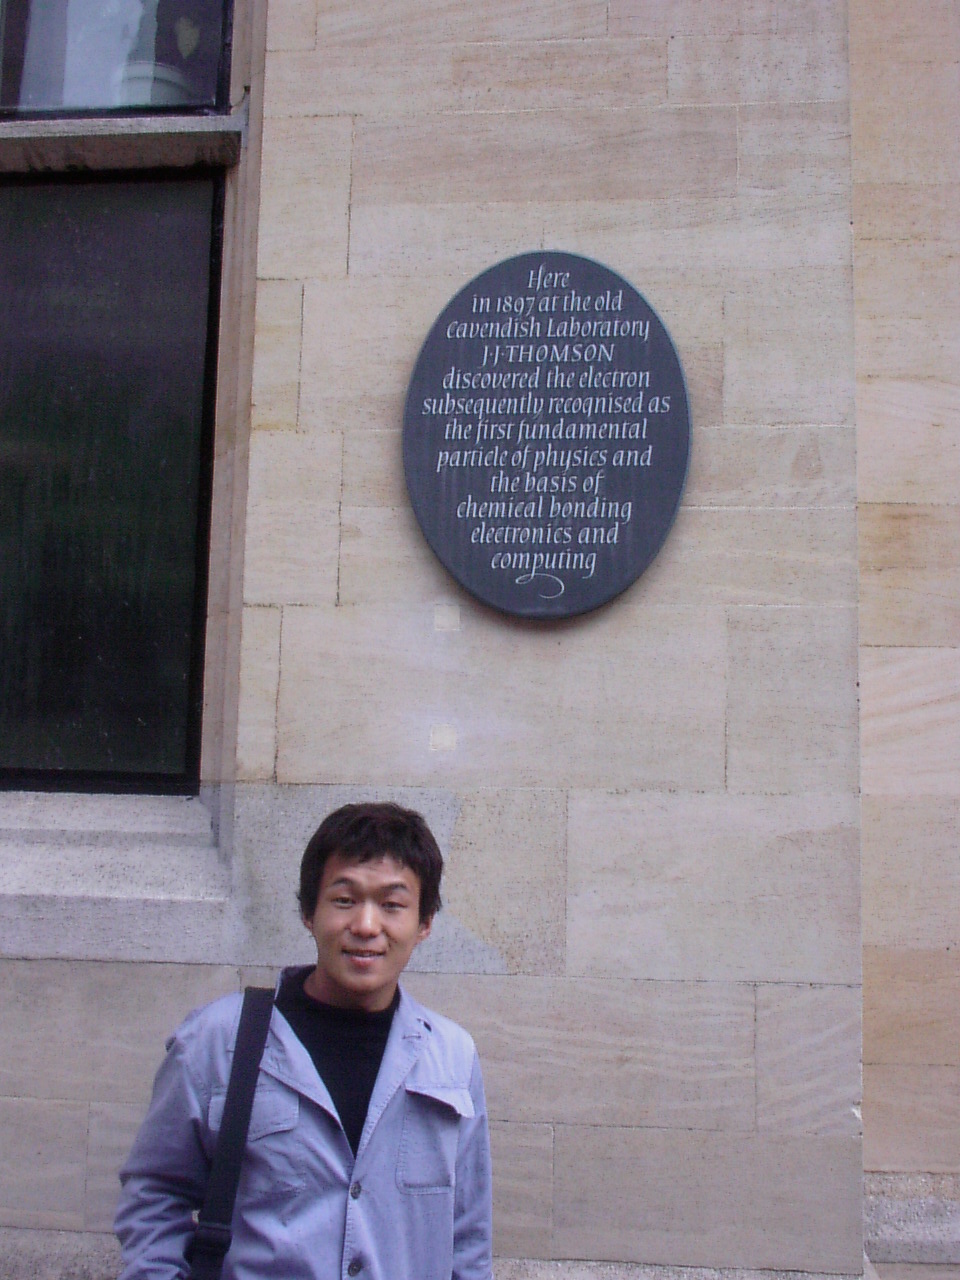 Here
in 1897 at the old
Cavendish Laboratory
J.J. THOMSON
discovered the electron
subsequently recognised as
the first fundamental
particle of physics and
the basis of
chemical bonding
electronics and
computing